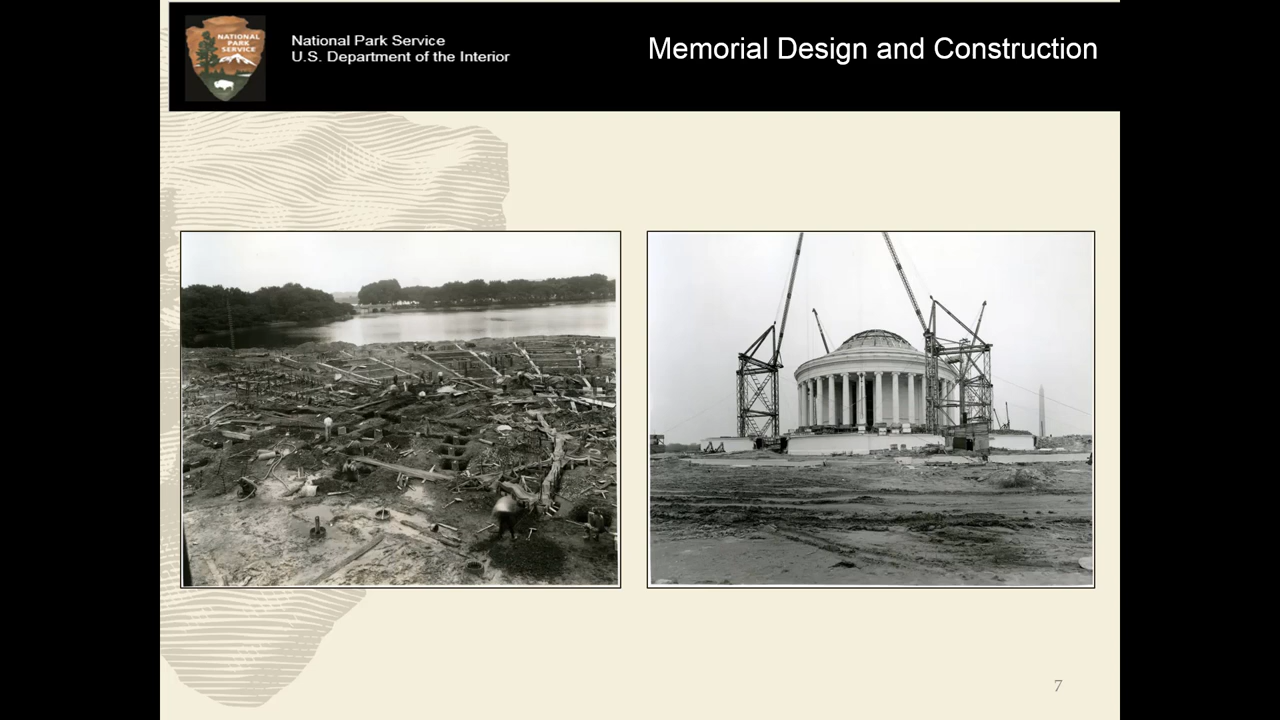 NATIONAL
PARK
SERVICE
National Park Service
U.S. Department of the Interior
Memorial Design and Construction
7